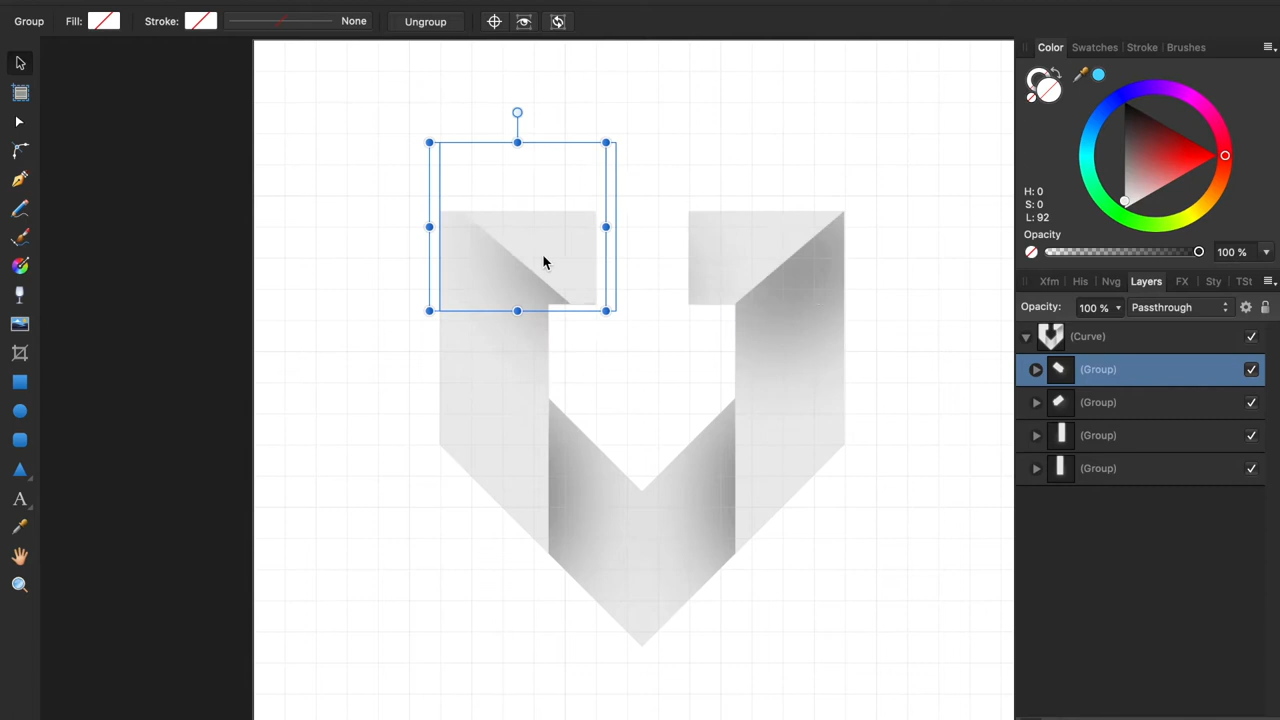 Group Fill: Stroke: None Ungroup
Color Swatches Stroke Brushes
H: 0
S: 0
L: 92
Opacity
100 %
Xfm His Nvg Layers FX Sty TSt
Opacity: 100 % Passthrough
(Curve)
(Group)
(Group)
(Group)
(Group)
A